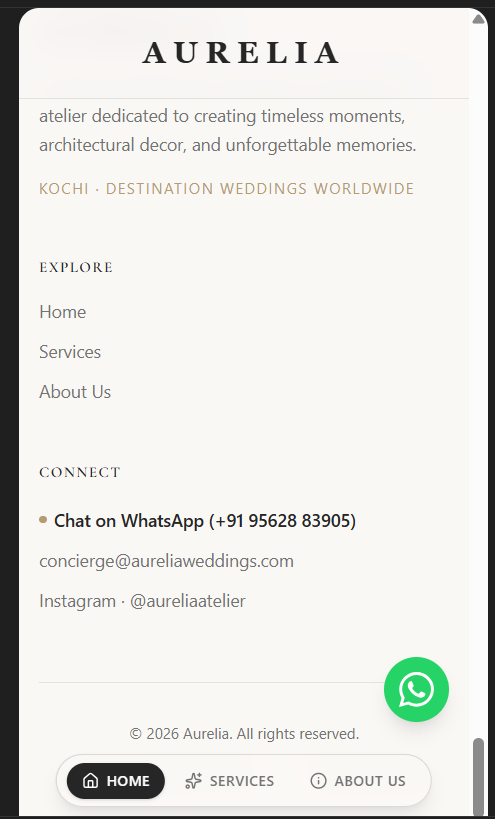 AURELIA
atelier dedicated to creating timeless moments,
architectural decor, and unforgettable memories.
KOCHI · DESTINATION WEDDINGS WORLDWIDE
EXPLORE
Home
Services
About Us
CONNECT
Chat on WhatsApp (+91 95628 83905)
concierge@aureliaweddings.com
Instagram · @aureliaatelier
© 2026 Aurelia. All rights reserved.
HOME SERVICES ABOUT US